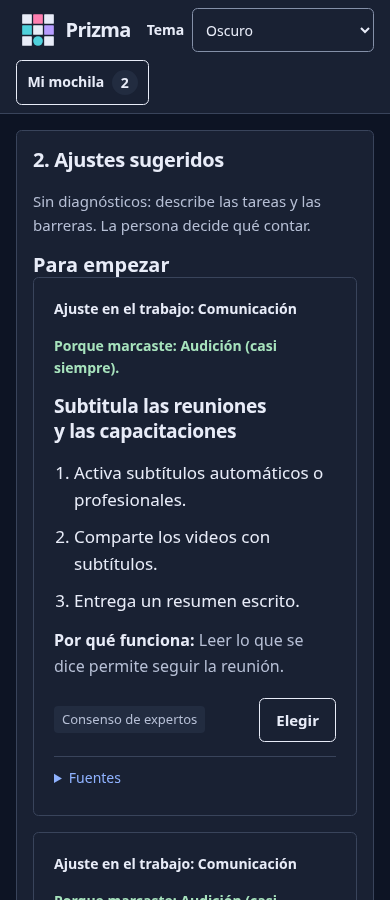 Prizma
Tema
Oscuro
Mi mochila 2
2. Ajustes sugeridos
Sin diagnósticos: describe las tareas y las
barreras. La persona decide qué contar.
Para empezar
Ajuste en el trabajo: Comunicación
Porque marcaste: Audición (casi
siempre).
Subtitula las reuniones
y las capacitaciones
1. Activa subtítulos automáticos o
profesionales.
2. Comparte los videos con
subtítulos.
3. Entrega un resumen escrito.
Por qué funciona: Leer lo que se
dice permite seguir la reunión.
Consenso de expertos
Elegir
Fuentes
Ajuste en el trabajo: Comunicación
Porque marcaste: Audición (casi